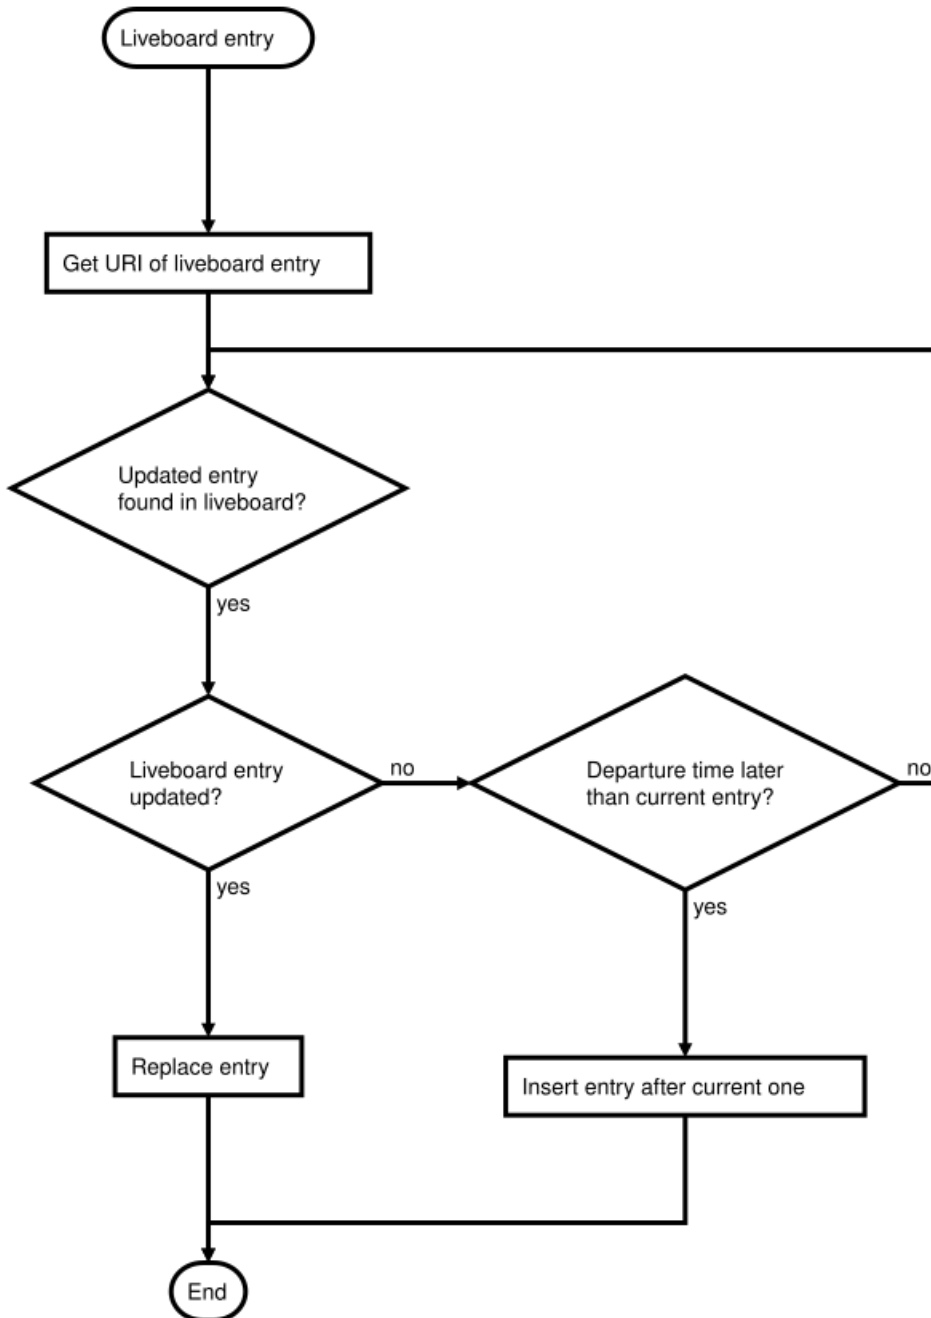 Liveboard entry
Get URI of liveboard entry
Updated entry
found in liveboard?
yes
Liveboard entry
updated?
no
Departure time later
than current entry?
no
yes
yes
Replace entry
Insert entry after current one
End